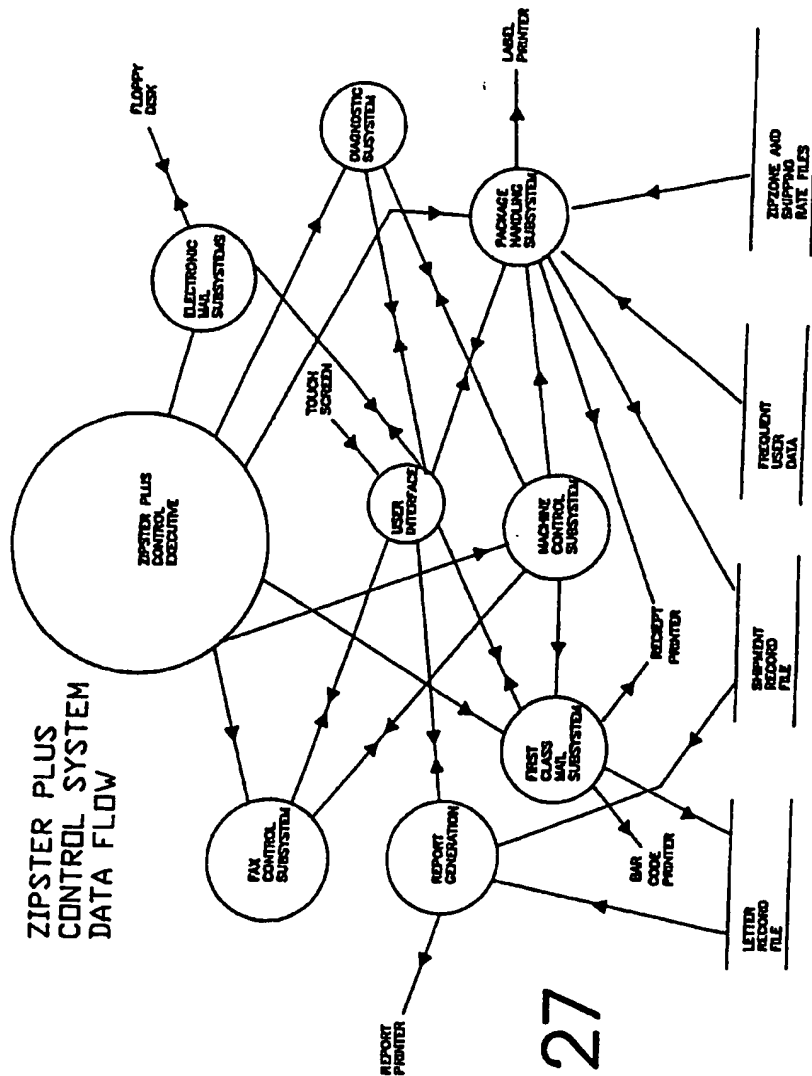 ZIPSTER PLUS
CONTROL SYSTEM
DATA FLOW
ZIPSTER PLUS
CONTROL
EXECUTIVE
FLOPPY
DISK
ELECTRONIC
MAIL
SUBSYSTEMS
DIAGNOSTIC
SUSYSTEM
TOUCH
SCREEN
USER
INTERFACE
FAX
CONTROL
SUBSYSTEM
REPORT
GENERATION
REPORT
PRINTER
FIRST
CLASS
MAIL
SUBSYSTEM
MACHINE
CONTROL
SUBSYSTEM
PACKAGE
HANDLING
SUBSYSTEM
LABEL
PRINTER
BAR
CODE
PRINTER
RECIEPT
PRINTER
LETTER
RECORD
FILE
SHIPMENT
RECORD
FILE
FREQUENT
USER
DATA
ZIPZONE AND
SHIPPING
RATE FILES
27